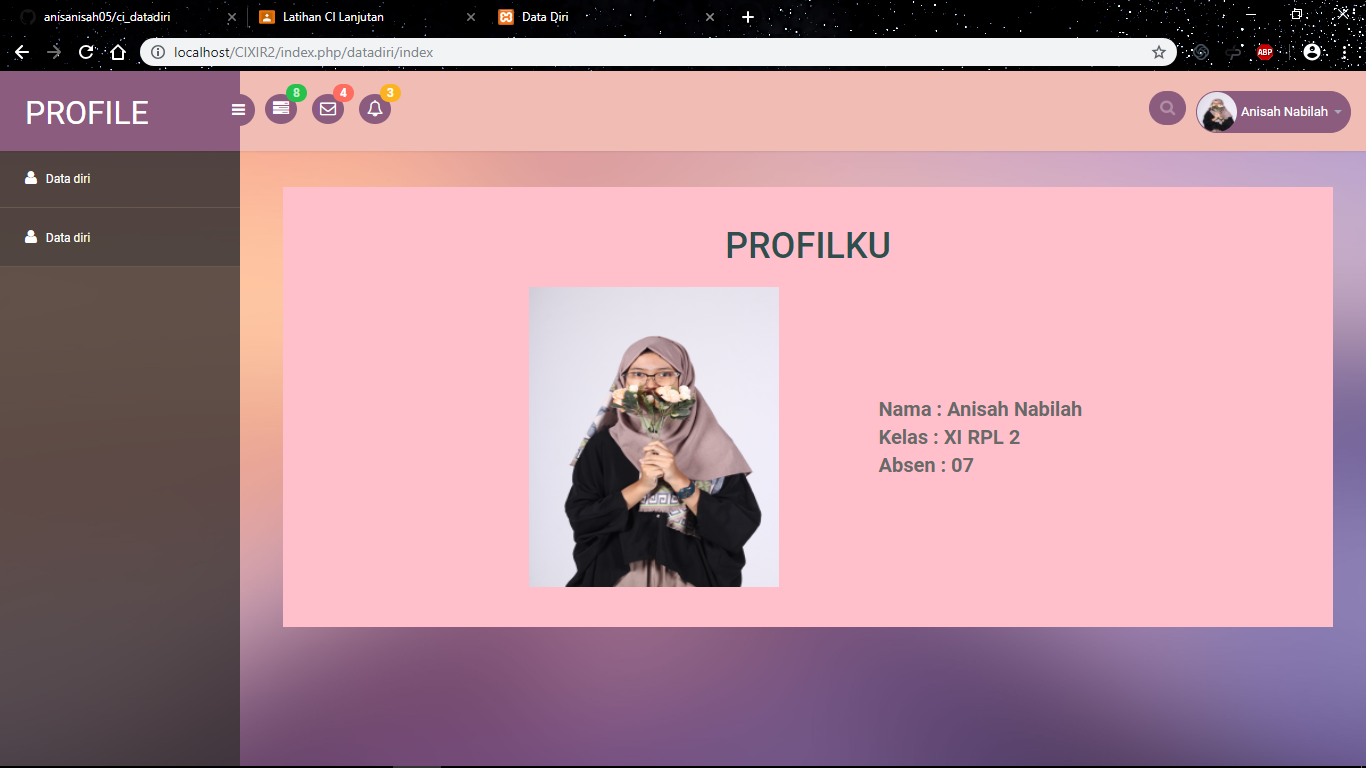 anisanisah05/ci_datadiri
Latihan CI Lanjutan
Data Diri
localhost/CIXIR2/index.php/datadiri/index
ABP
PROFILE
8
4
3
Anisah Nabilah
Data diri
Data diri
PROFILKU
Nama : Anisah Nabilah
Kelas : XI RPL 2
Absen : 07